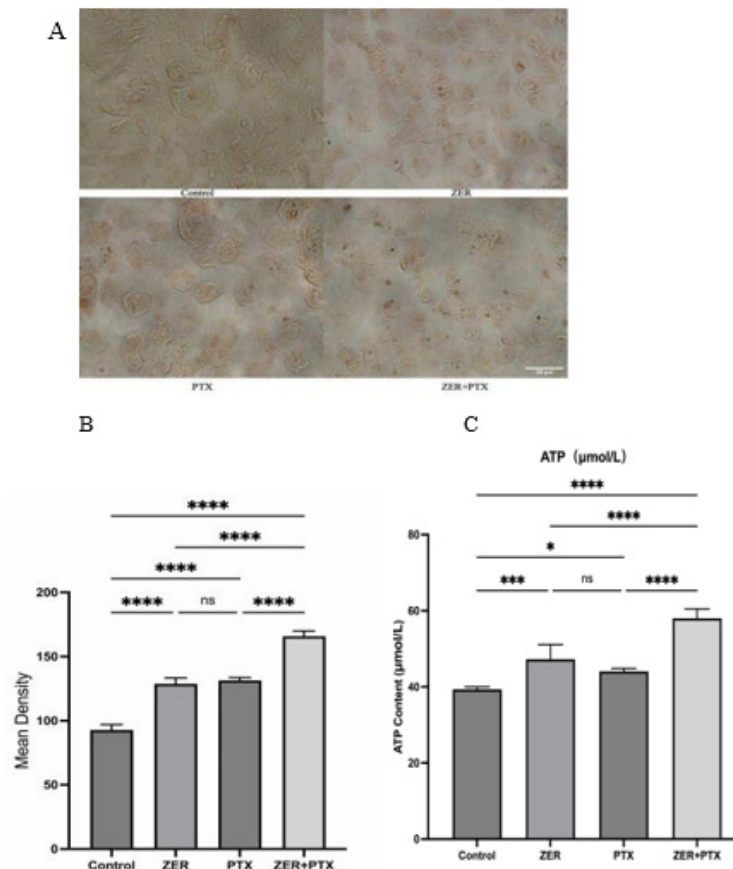 A
Control ZER
PTX ZER+PTX
B
****
****
****
**** ns ****
200
150
100
50
0
Mean Density
Control ZER PTX ZER+PTX
C
ATP (μmol/L)
****
****
*
*** ns ****
80
60
40
20
0
ATP Content (μmol/L)
Control ZER PTX ZER+PTX